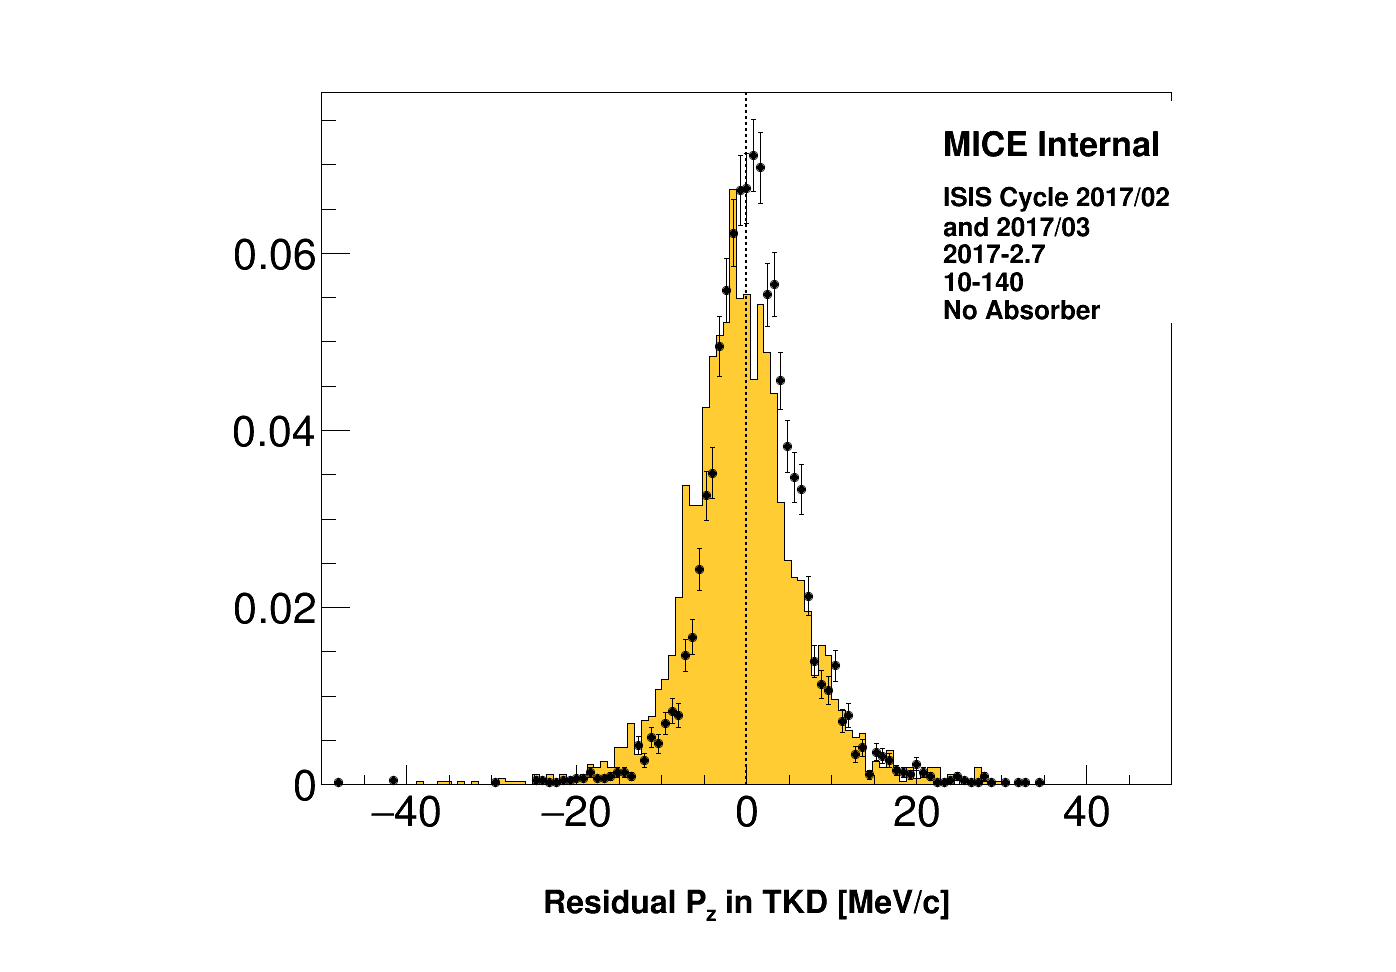 MICE Internal
ISIS Cycle 2017/02
and 2017/03
2017-2.7
10-140
No Absorber
0.06
0.04
0.02
0
−40 −20 0 20 40
Residual Pz in TKD [MeV/c]